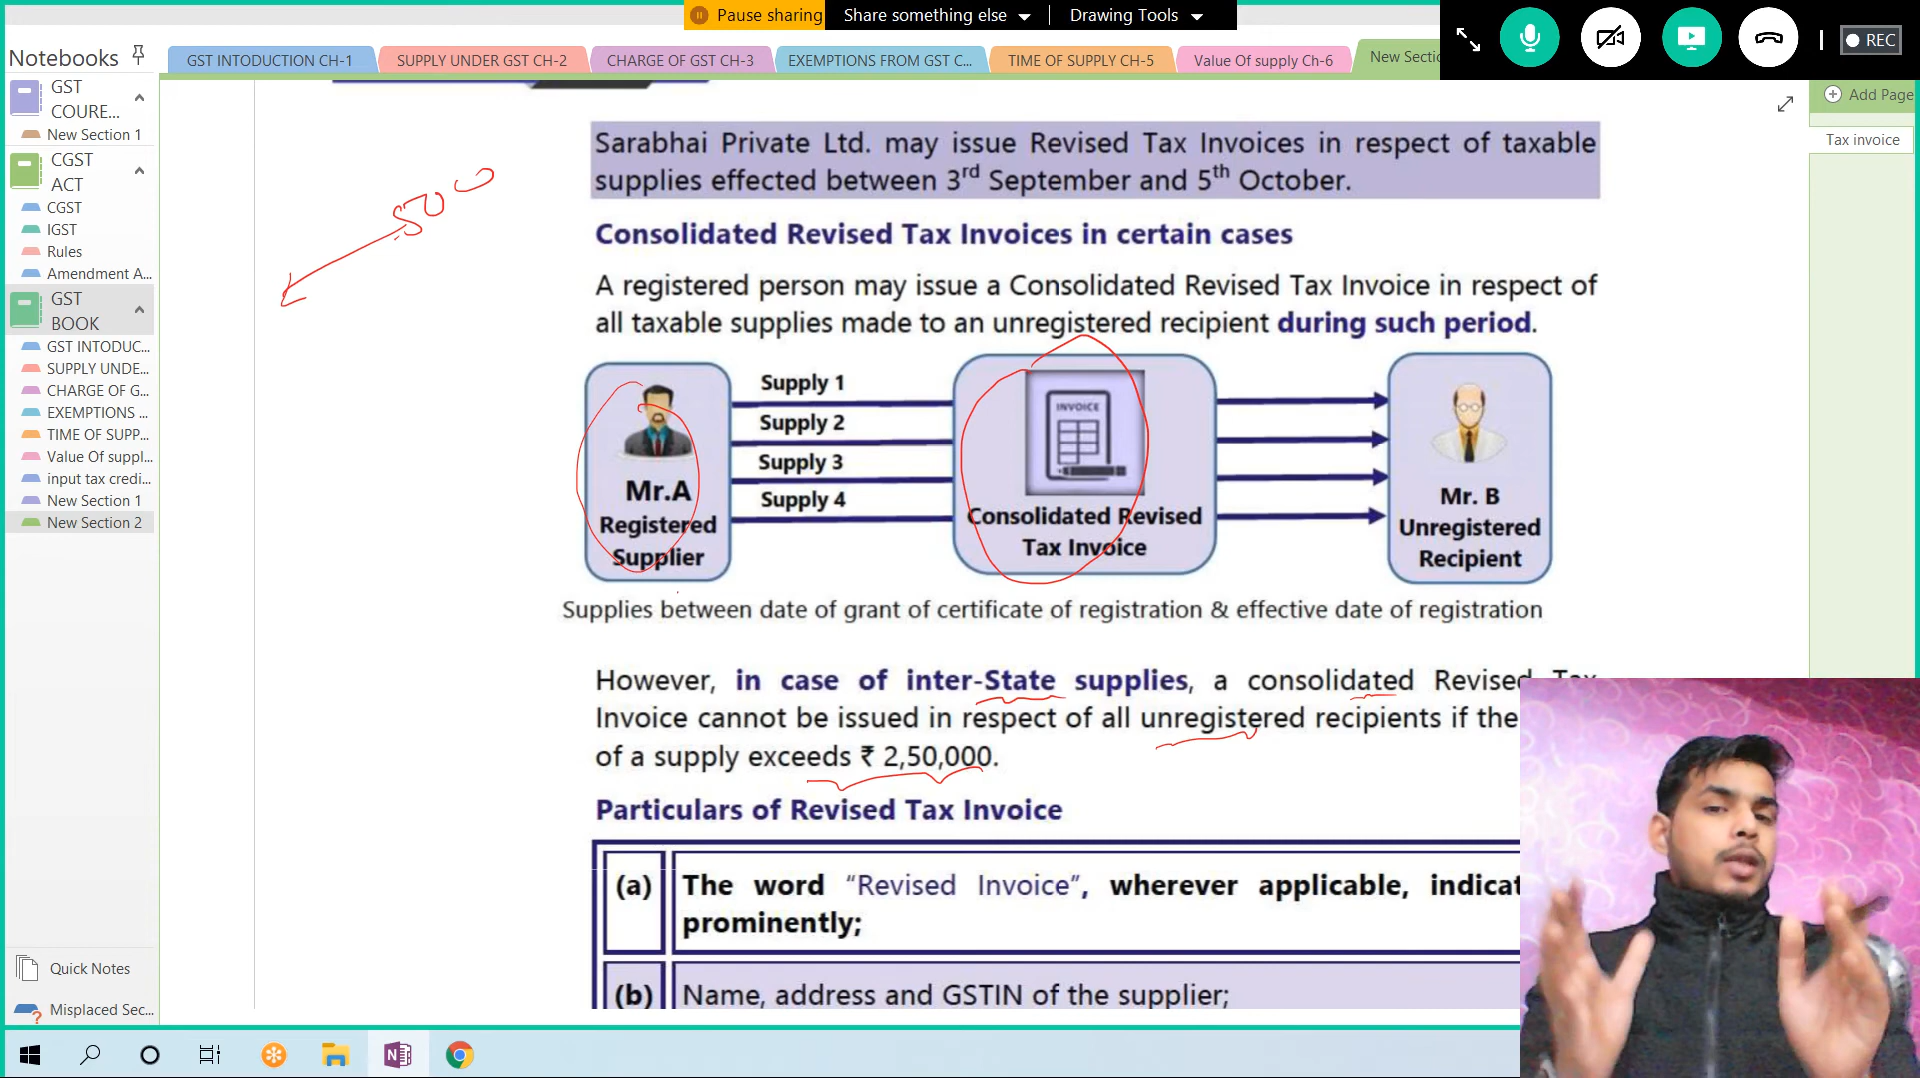 Pause sharing
Share something else
Drawing Tools
REC
Notebooks
GST INTODUCTION CH-1
SUPPLY UNDER GST CH-2
CHARGE OF GST CH-3
EXEMPTIONS FROM GST C...
TIME OF SUPPLY CH-5
Value Of supply Ch-6
New Sectio
Add Page
Tax invoice
GST
COURE...
New Section 1
CGST
ACT
CGST
IGST
Rules
Amendment A...
GST
BOOK
GST INTODUC...
SUPPLY UNDE...
CHARGE OF G...
EXEMPTIONS ...
TIME OF SUPP...
Value Of suppl...
input tax credi...
New Section 1
New Section 2
Quick Notes
Misplaced Sec...
Sarabhai Private Ltd. may issue Revised Tax Invoices in respect of taxable
supplies effected between 3rd September and 5th October.
Consolidated Revised Tax Invoices in certain cases
A registered person may issue a Consolidated Revised Tax Invoice in respect of
all taxable supplies made to an unregistered recipient during such period.
Mr.A
Registered
Supplier
Supply 1
Supply 2
Supply 3
Supply 4
INVOICE
Consolidated Revised
Tax Invoice
Mr. B
Unregistered
Recipient
Supplies between date of grant of certificate of registration & effective date of registration
However, in case of inter-State supplies, a consolidated Revised Tax
Invoice cannot be issued in respect of all unregistered recipients if the
of a supply exceeds ₹ 2,50,000.
Particulars of Revised Tax Invoice
(a) The word “Revised Invoice”, wherever applicable, indicat
prominently;
(b) Name, address and GSTIN of the supplier;